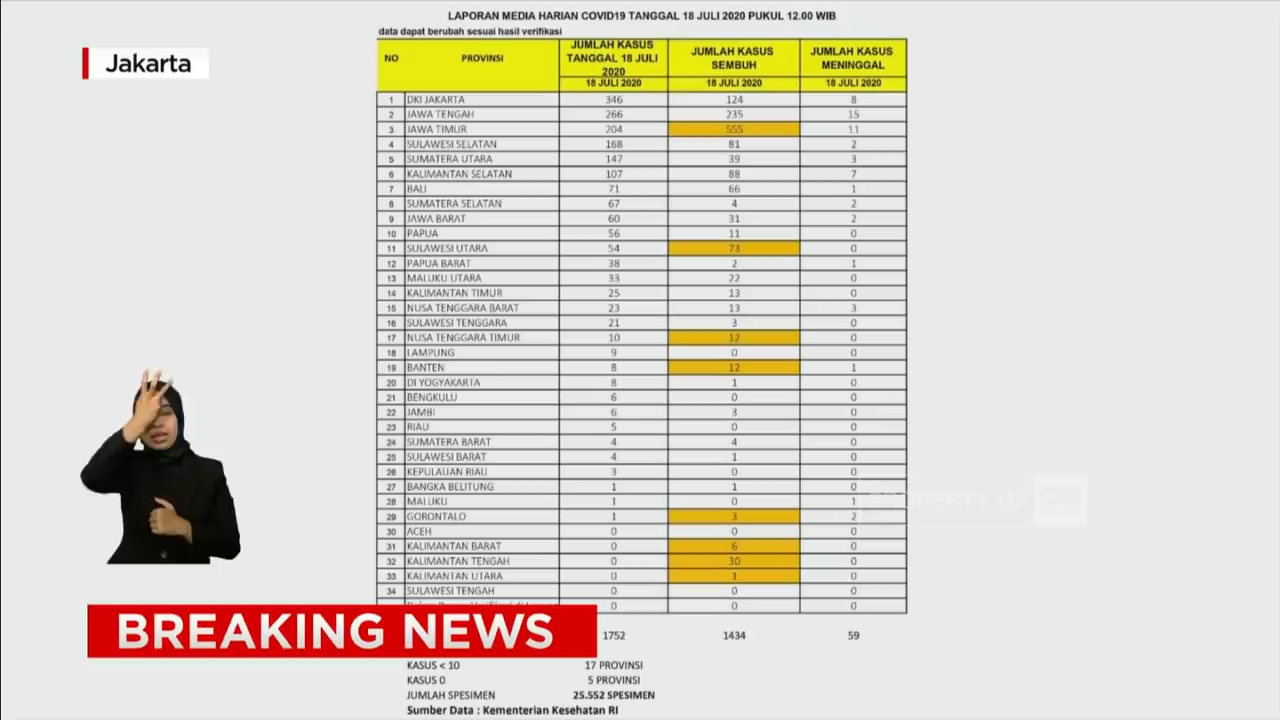 LAPORAN MEDIA HARIAN COVID19 TANGGAL 18 JULI 2020 PUKUL 12.00 WIB
data dapat berubah sesuai hasil verifikasi
Jakarta
NO PROVINSI JUMLAH KASUS TANGGAL 18 JULI 2020 JUMLAH KASUS SEMBUH JUMLAH KASUS MENINGGAL
18 JULI 2020 18 JULI 2020 18 JULI 2020
1 DKI JAKARTA 346 124 8
2 JAWA TENGAH 266 235 15
3 JAWA TIMUR 204 555 11
4 SULAWESI SELATAN 168 81 2
5 SUMATERA UTARA 147 39 3
6 KALIMANTAN SELATAN 107 88 7
7 BALI 71 66 1
8 SUMATERA SELATAN 67 4 2
9 JAWA BARAT 60 31 2
10 PAPUA 56 11 0
11 SULAWESI UTARA 54 73 0
12 PAPUA BARAT 38 2 1
13 MALUKU UTARA 33 22 0
14 KALIMANTAN TIMUR 25 13 0
15 NUSA TENGGARA BARAT 23 13 3
16 SULAWESI TENGGARA 21 3 0
17 NUSA TENGGARA TIMUR 10 12 0
18 LAMPUNG 9 0 0
19 BANTEN 8 12 1
20 DI YOGYAKARTA 8 1 0
21 BENGKULU 6 0 0
22 JAMBI 6 3 0
23 RIAU 5 0 0
24 SUMATERA BARAT 4 4 0
25 SULAWESI BARAT 4 1 0
26 KEPULAUAN RIAU 3 0 0
27 BANGKA BELITUNG 1 1 0
28 MALUKU 1 0 1
29 GORONTALO 1 3 2
30 ACEH 0 0 0
31 KALIMANTAN BARAT 0 6 0
32 KALIMANTAN TENGAH 0 30 0
33 KALIMANTAN UTARA 0 1 0
34 SULAWESI TENGAH 0 0 0
0 0 0
1752 1434 59
PROPERTY OF
BREAKING NEWS
KASUS < 10 17 PROVINSI
KASUS 0 5 PROVINSI
JUMLAH SPESIMEN 25.552 SPESIMEN
Sumber Data : Kementerian Kesehatan RI